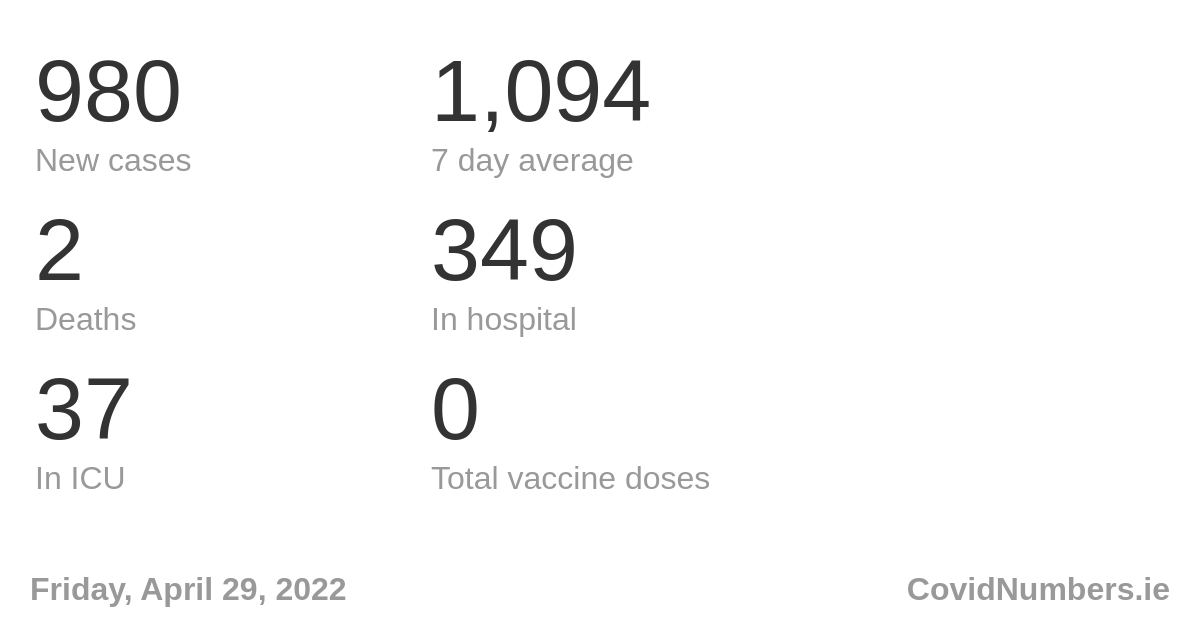 980
1,094
New cases
7 day average
2
349
Deaths
In hospital
37
0
In ICU
Total vaccine doses
Friday, April 29, 2022
CovidNumbers.ie